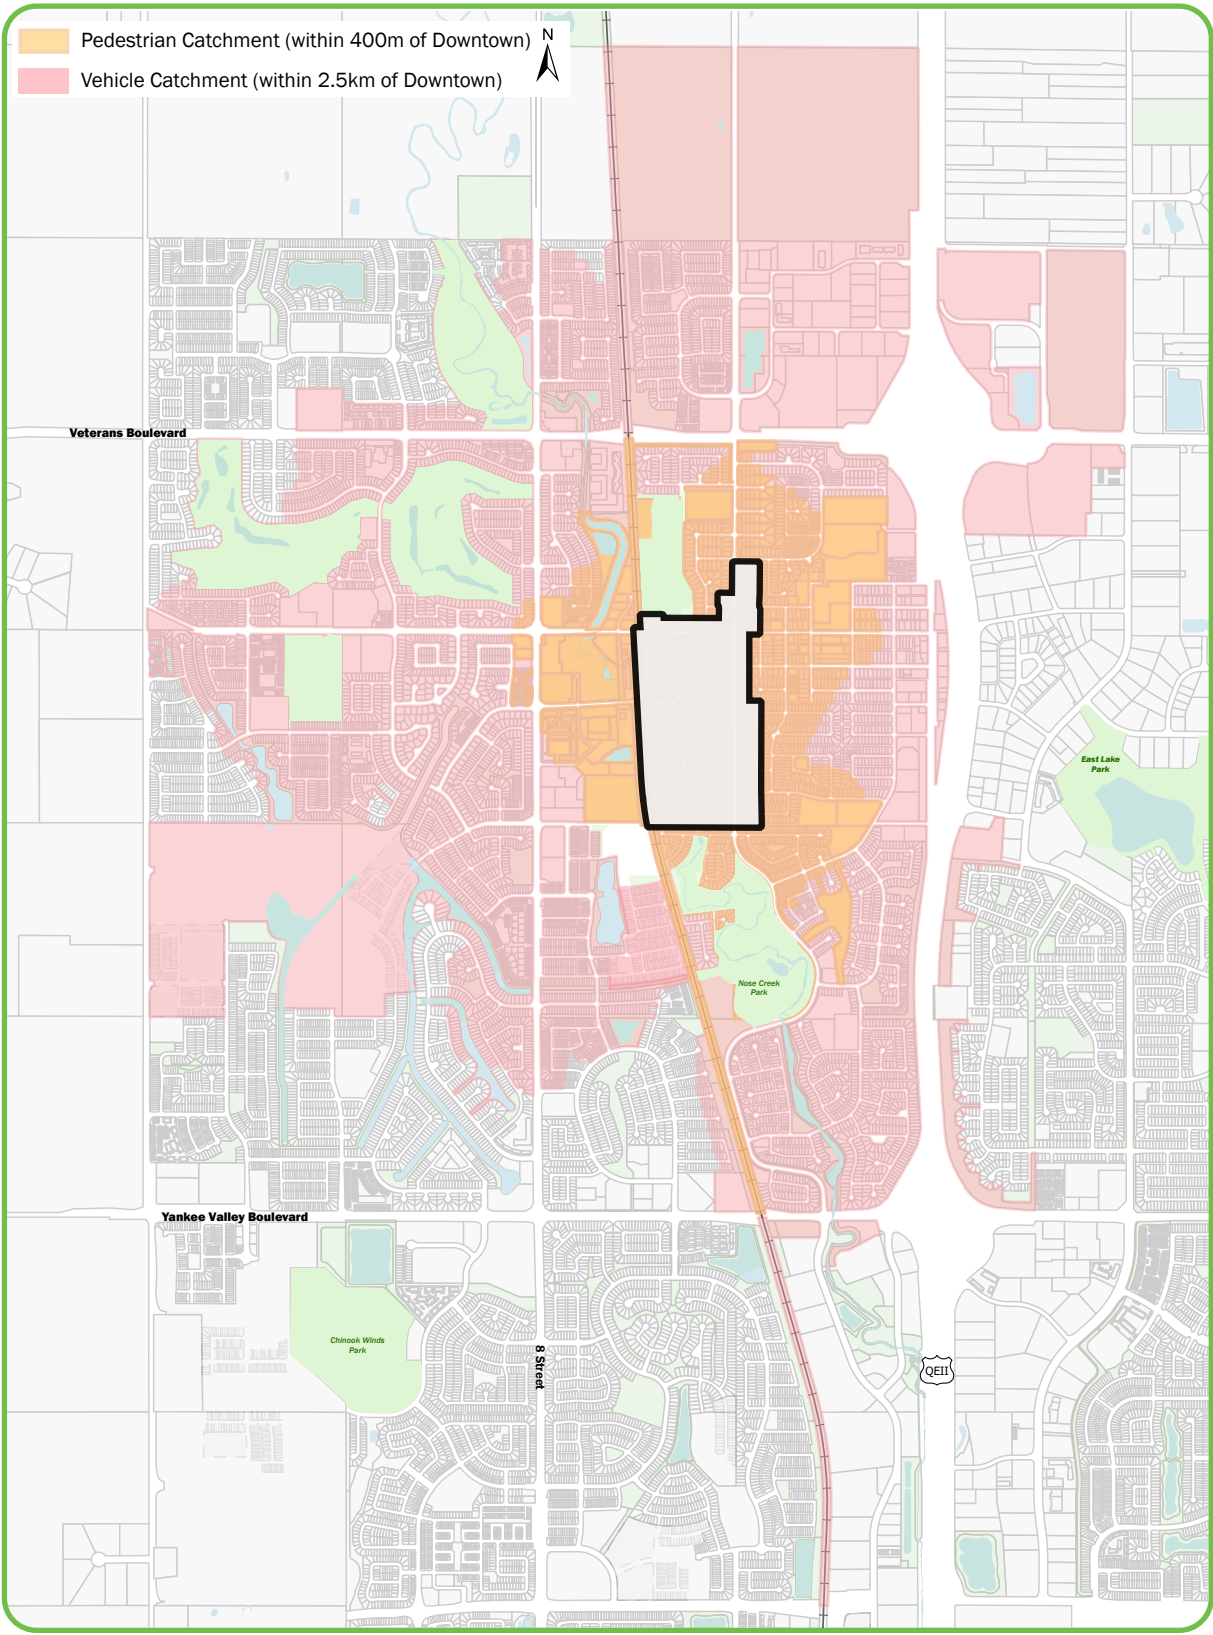 Pedestrian Catchment (within 400m of Downtown)
N
Vehicle Catchment (within 2.5km of Downtown)
Veterans Boulevard
East Lake
Park
Nose Creek
Park
Yankee Valley Boulevard
Chinook Winds
Park
8 Street
QEII